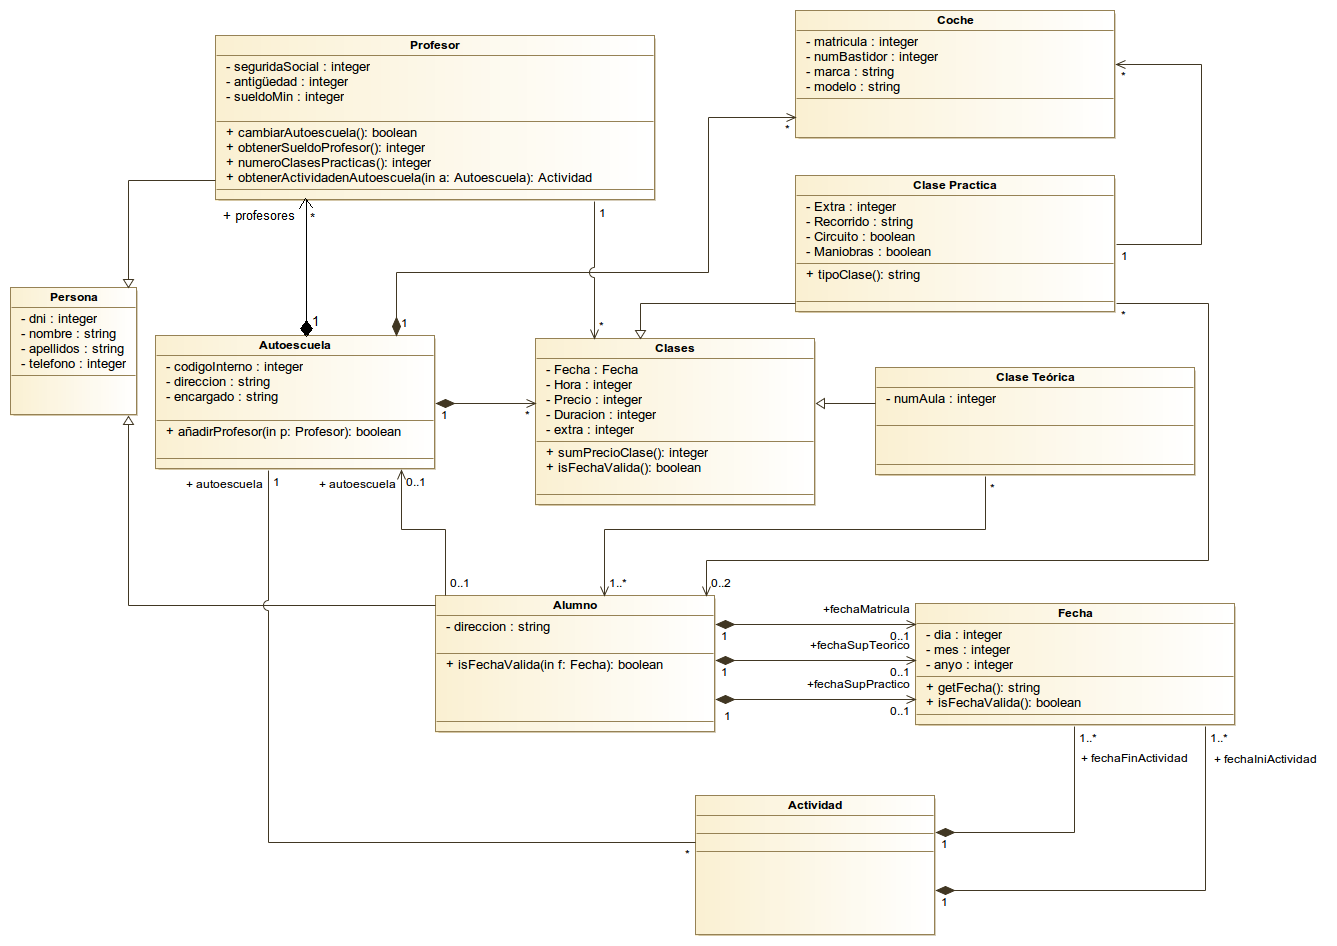 Profesor
- seguridaSocial : integer
- antigüedad : integer
- sueldoMin : integer
+ cambiarAutoescuela(): boolean
+ obtenerSueldoProfesor(): integer
+ numeroClasesPracticas(): integer
+ obtenerActividadenAutoescuela(in a: Autoescuela): Actividad
+ profesores
*
1
Coche
- matricula : integer
- numBastidor : integer
- marca : string
- modelo : string
*
*
Clase Practica
- Extra : integer
- Recorrido : string
- Circuito : boolean
- Maniobras : boolean
+ tipoClase(): string
1
*
Persona
- dni : integer
- nombre : string
- apellidos : string
- telefono : integer
1
1
*
Autoescuela
- codigoInterno : integer
- direccion : string
- encargado : string
+ añadirProfesor(in p: Profesor): boolean
1
*
+ autoescuela
1
+ autoescuela
0..1
Clases
- Fecha : Fecha
- Hora : integer
- Precio : integer
- Duracion : integer
- extra : integer
+ sumPrecioClase(): integer
+ isFechaValida(): boolean
Clase Teórica
- numAula : integer
*
0..1
1..*
0..2
Alumno
- direccion : string
+ isFechaValida(in f: Fecha): boolean
+fechaMatricula
1
0..1
+fechaSupTeorico
1
0..1
+fechaSupPractico
1
0..1
Fecha
- dia : integer
- mes : integer
- anyo : integer
+ getFecha(): string
+ isFechaValida(): boolean
1..*
+ fechaFinActividad
1..*
+ fechaIniActividad
Actividad
*
1
1